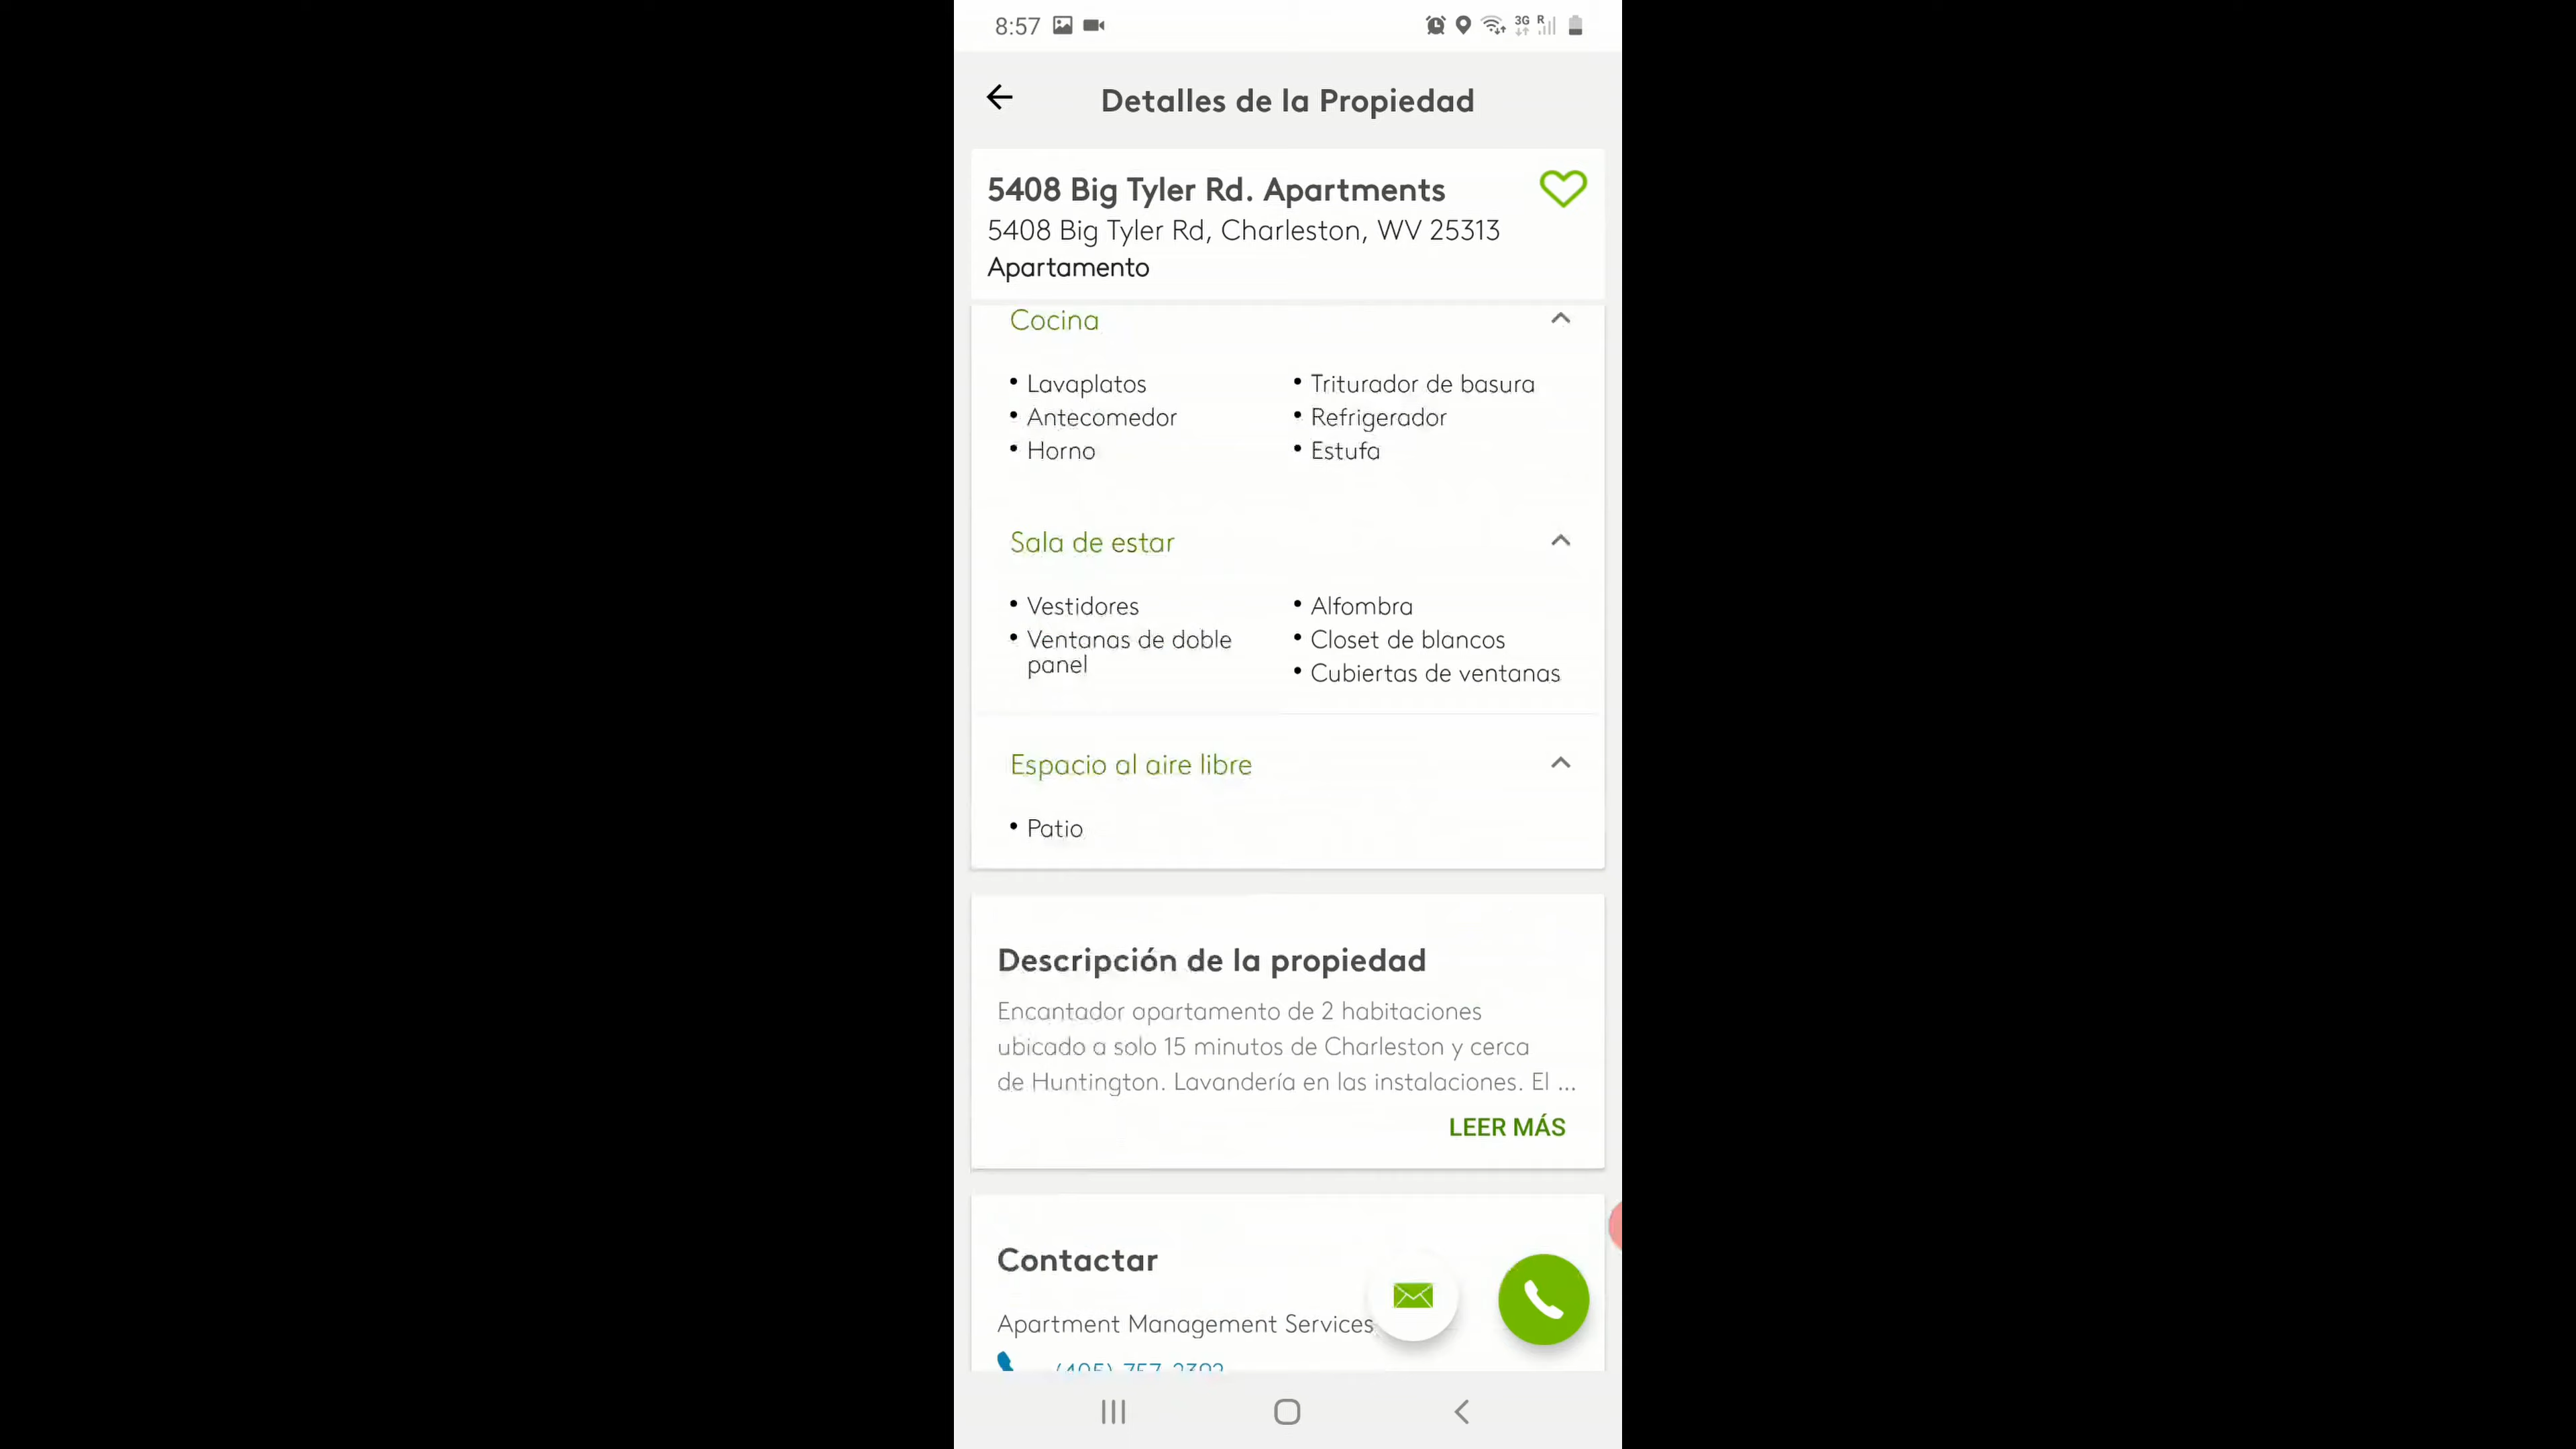 8:57
3G R
Detalles de la Propiedad
5408 Big Tyler Rd. Apartments
5408 Big Tyler Rd, Charleston, WV 25313
Apartamento
Cocina
• Lavaplatos
• Antecomedor
• Horno
• Triturador de basura
• Refrigerador
• Estufa
Sala de estar
• Vestidores
• Ventanas de doble
panel
• Alfombra
• Closet de blancos
• Cubiertas de ventanas
Espacio al aire libre
• Patio
Descripción de la propiedad
Encantador apartamento de 2 habitaciones
ubicado a solo 15 minutos de Charleston y cerca
de Huntington. Lavandería en las instalaciones. El ...
LEER MÁS
Contactar
Apartment Management Services